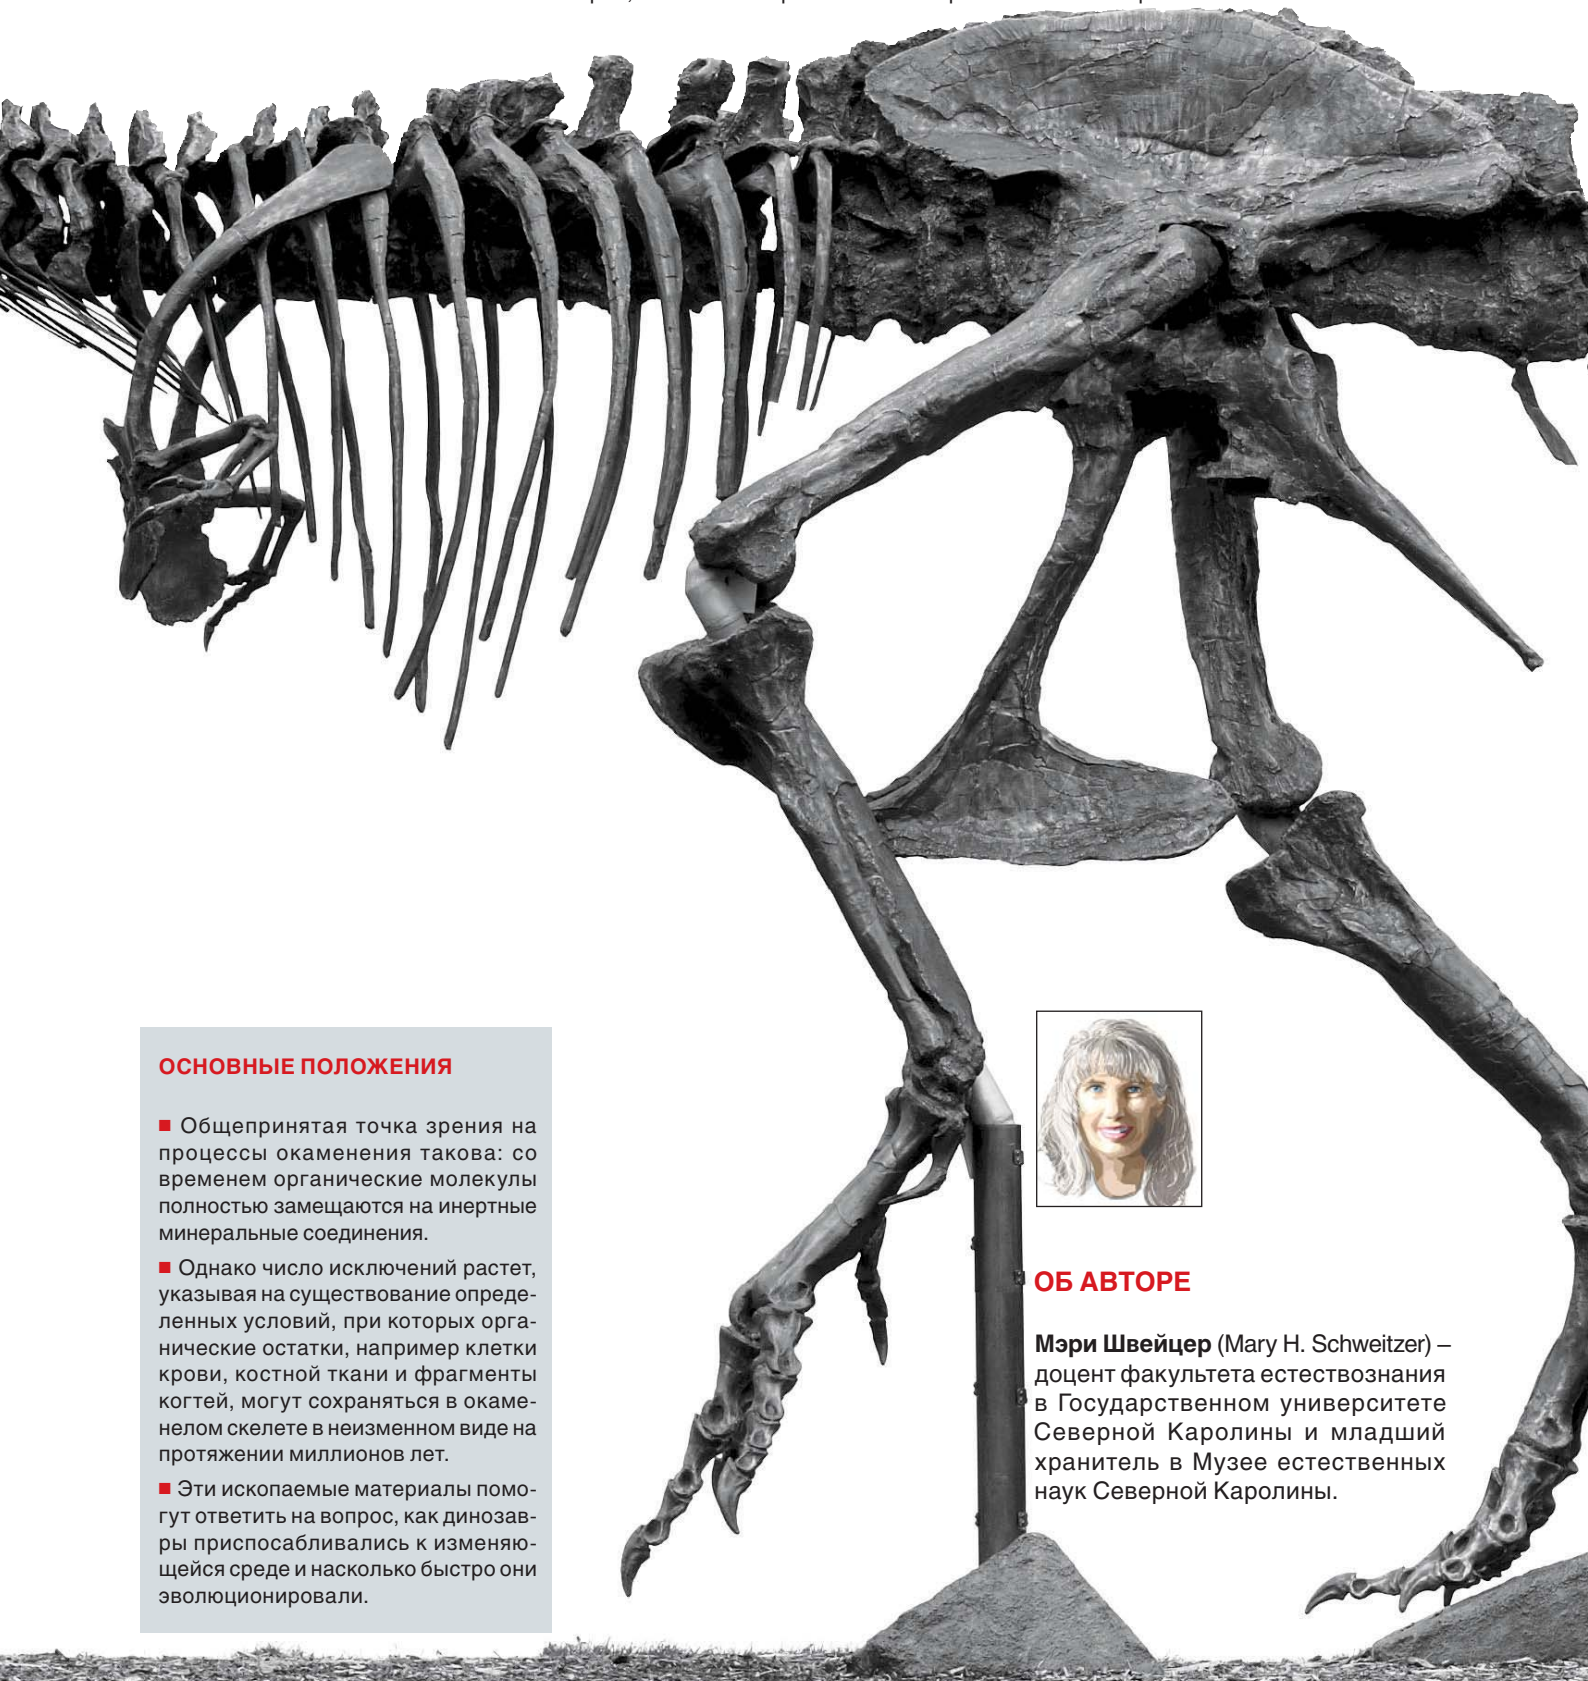 ОСНОВНЫЕ ПОЛОЖЕНИЯ
■ Общепринятая точка зрения на
процессы окаменения такова: со
временем органические молекулы
полностью замещаются на инертные
минеральные соединения.
■ Однако число исключений растет,
указывая на существование опреде-
ленных условий, при которых орга-
нические остатки, например клетки
крови, костной ткани и фрагменты
когтей, могут сохраняться в окаме-
нелом скелете в неизменном виде на
протяжении миллионов лет.
■ Эти ископаемые материалы помо-
гут ответить на вопрос, как динозав-
ры приспосабливались к изменяю-
щейся среде и насколько быстро они
эволюционировали.
ОБ АВТОРЕ
Мэри Швейцер (Mary H. Schweitzer) –
доцент факультета естествознания
в Государственном университете
Северной Каролины и младший
хранитель в Музее естественных
наук Северной Каролины.